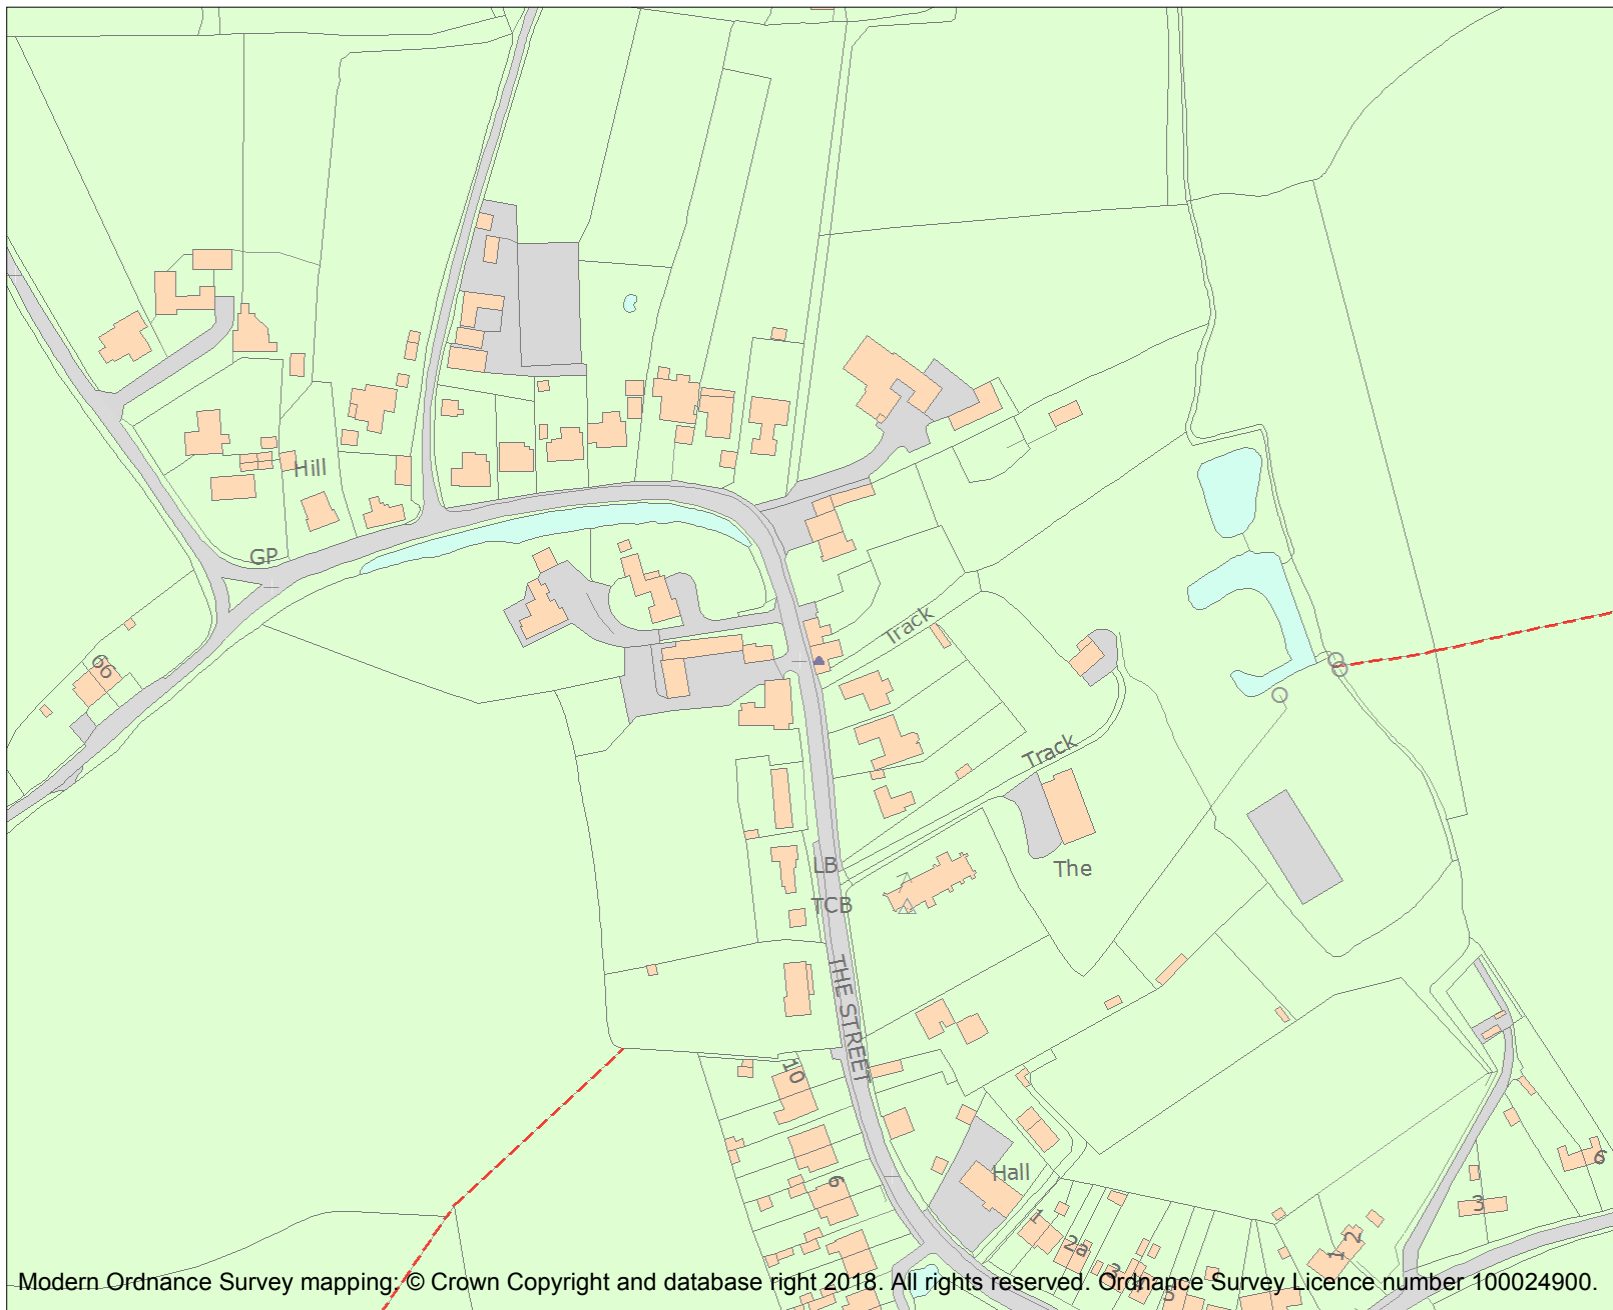 Hill
GP
66
Track
Track
LB
The
TCB
THE STREET
10
Hall
6
6
3
1
2a
1 2
3
5
Modern Ordnance Survey mapping: © Crown Copyright and database right 2018. All rights reserved. Ordnance Survey Licence number 100024900.